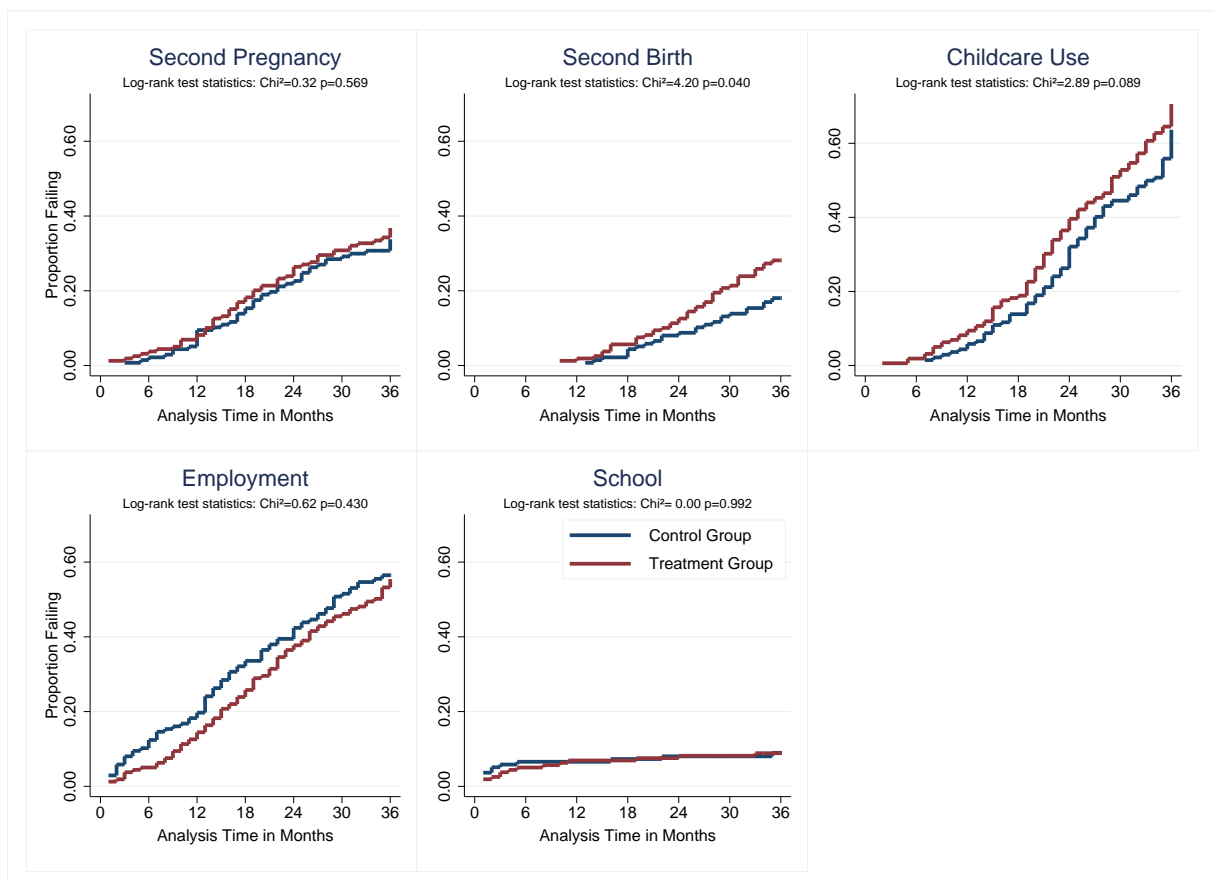 Second Pregnancy
Log-rank test statistics: Chi²=0.32 p=0.569
Proportion Failing
0.60
0.40
0.20
0.00
0 6 12 18 24 30 36
Analysis Time in Months
Second Birth
Log-rank test statistics: Chi²=4.20 p=0.040
0.60
0.40
0.20
0.00
0 6 12 18 24 30 36
Analysis Time in Months
Childcare Use
Log-rank test statistics: Chi²=2.89 p=0.089
0.60
0.40
0.20
0.00
0 6 12 18 24 30 36
Analysis Time in Months
Employment
Log-rank test statistics: Chi²=0.62 p=0.430
Proportion Failing
0.60
0.40
0.20
0.00
0 6 12 18 24 30 36
Analysis Time in Months
School
Log-rank test statistics: Chi²= 0.00 p=0.992
Control Group
Treatment Group
0.60
0.40
0.20
0.00
0 6 12 18 24 30 36
Analysis Time in Months